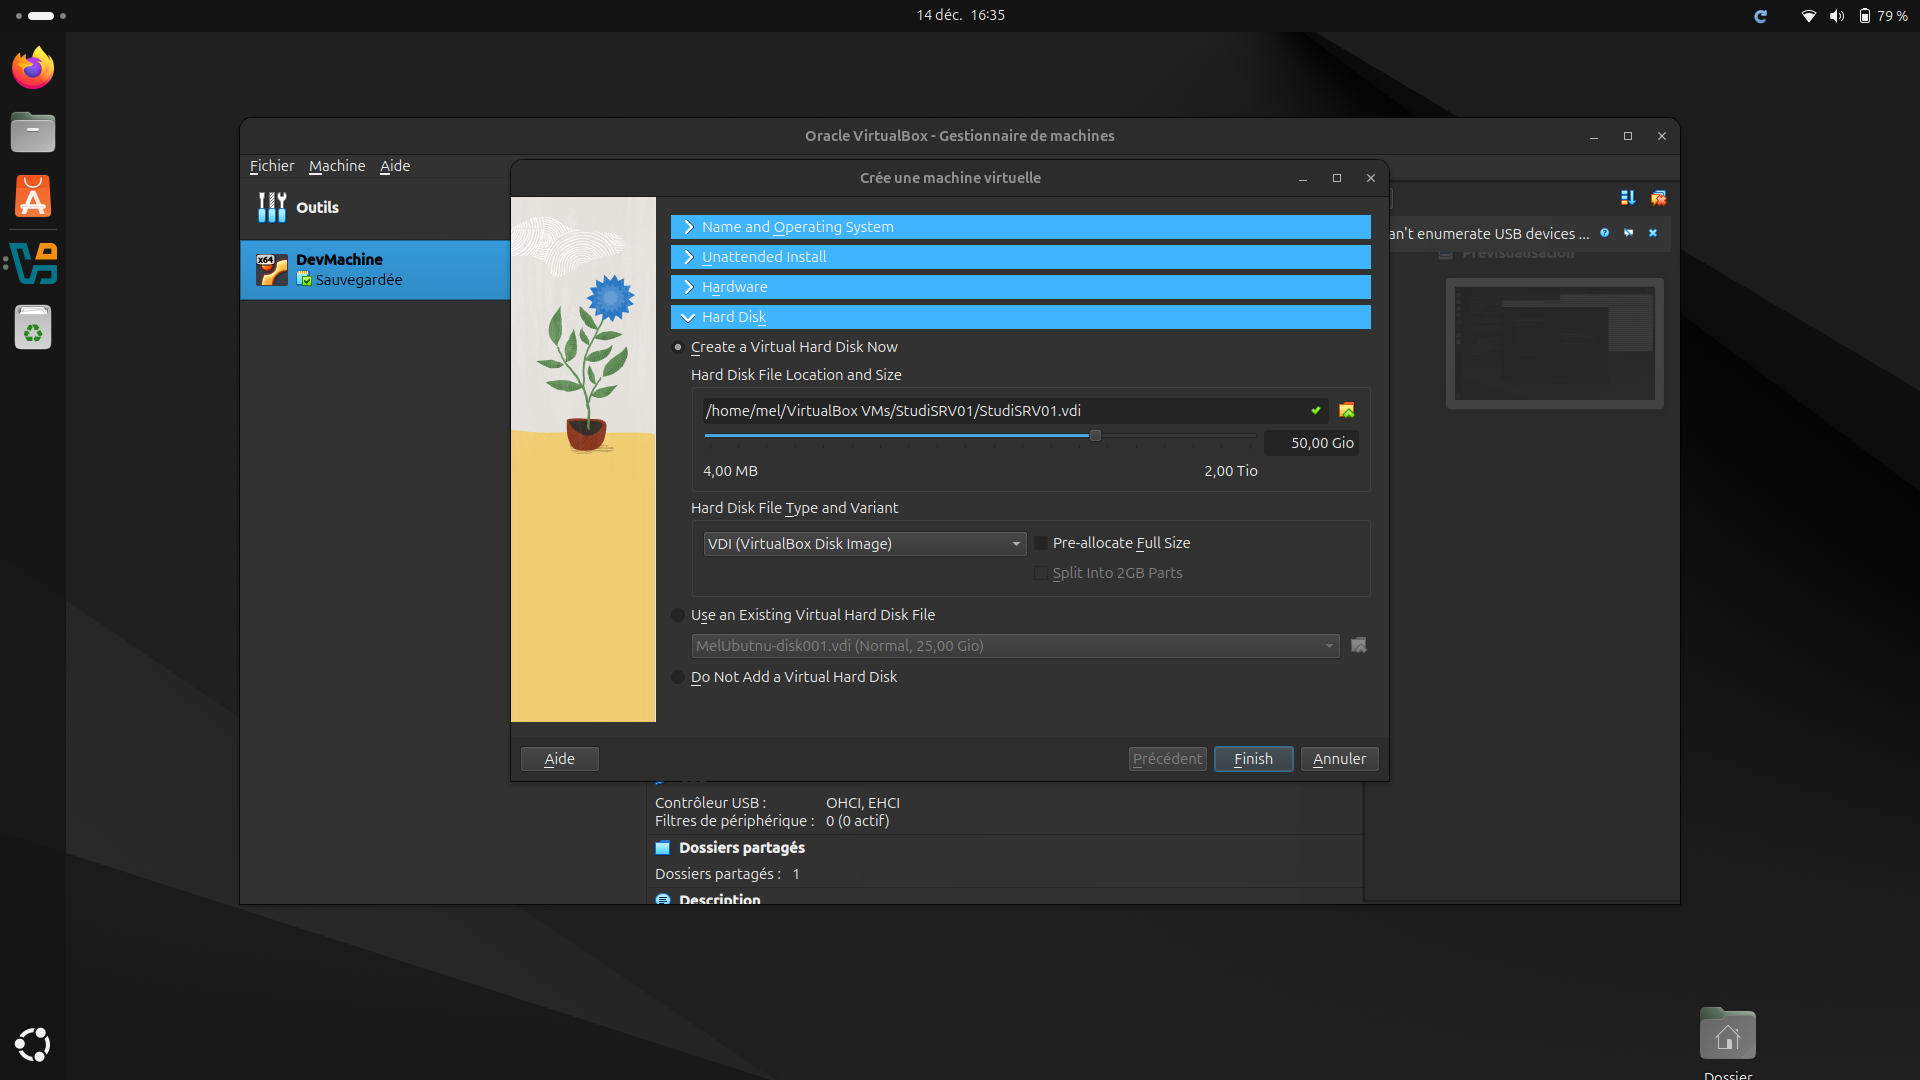 14 déc. 16:35
79 %
Oracle VirtualBox - Gestionnaire de machines
Fichier Machine Aide
Outils
DevMachine
Sauvegardée
an't enumerate USB devices ...
Prévisualisation
Crée une machine virtuelle
Name and Operating System
Unattended Install
Hardware
Hard Disk
Create a Virtual Hard Disk Now
Hard Disk File Location and Size
/home/mel/VirtualBox VMs/StudiSRV01/StudiSRV01.vdi
50,00 Gio
4,00 MB
2,00 Tio
Hard Disk File Type and Variant
VDI (VirtualBox Disk Image)
Pre-allocate Full Size
Split Into 2GB Parts
Use an Existing Virtual Hard Disk File
MelUbutnu-disk001.vdi (Normal, 25,00 Gio)
Do Not Add a Virtual Hard Disk
Aide
Précédent
Finish
Annuler
Contrôleur USB : OHCI, EHCI
Filtres de périphérique : 0 (0 actif)
Dossiers partagés
Dossiers partagés : 1
Description
Dossier